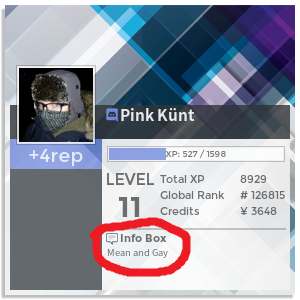 Pink Künt
+4rep
XP: 527 / 1598
LEVEL
11
Total XP 8929
Global Rank # 126815
Credits ¥ 3648
Info Box
Mean and Gay